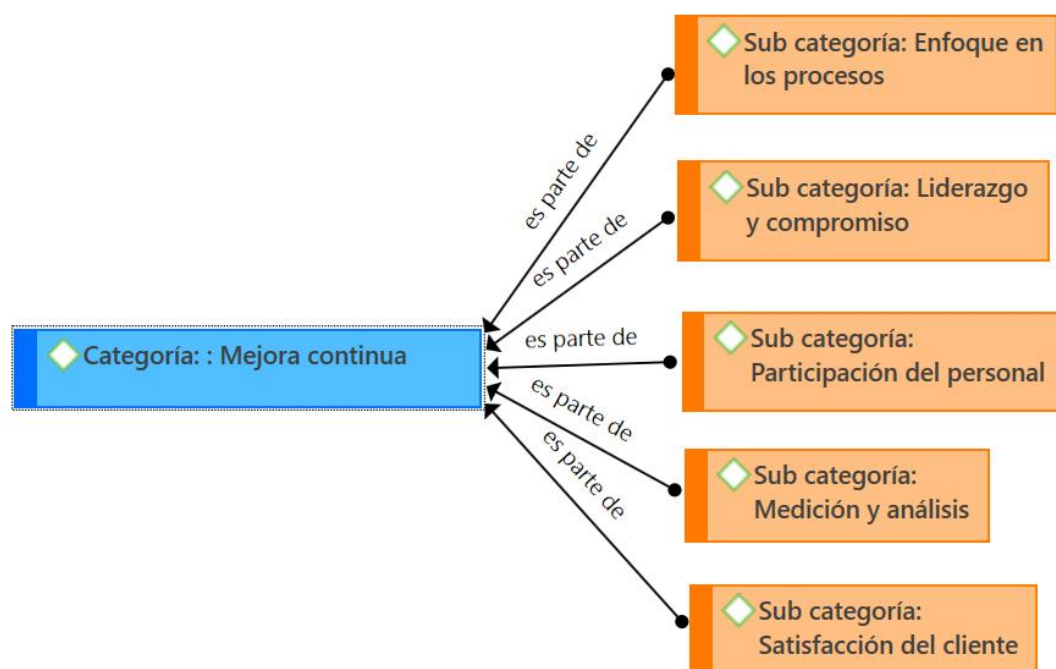 Sub categoría: Enfoque en
los procesos
es parte de
Sub categoría: Liderazgo
y compromiso
es parte de
Categoría: : Mejora continua
es parte de
Sub categoría:
Participación del personal
es parte de
Sub categoría:
Medición y análisis
es parte de
Sub categoría:
Satisfacción del cliente